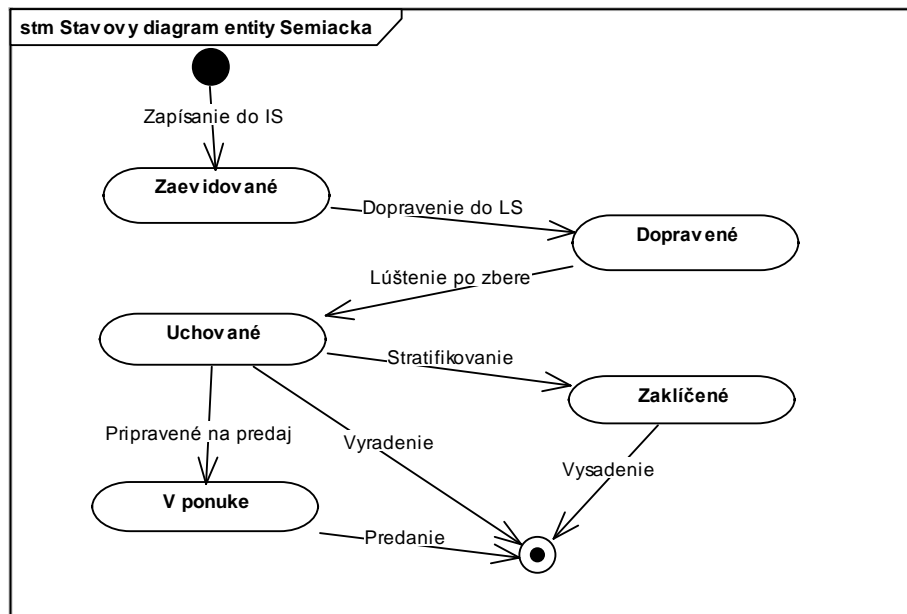 stm Stavovy diagram entity Semiacka
Zapísanie do IS
Zaevidované
Dopravenie do LS
Dopravené
Lúštenie po zbere
Uchované
Stratifikovanie
Zaklíčené
Pripravené na predaj
Vyradenie
Vysadenie
V ponuke
Predanie